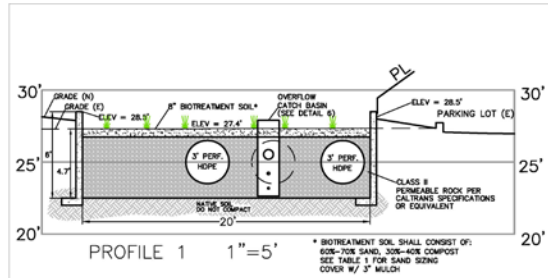 PL
30'
30'
GRADE (N)
GRADE (E)
ELEV = 28.5'
8" BIOTREATMENT SOIL*
ELEV = 27.4'
OVERFLOW
CATCH BASIN
(SEE DETAIL 6)
ELEV = 28.5'
PARKING LOT (E)
25'
25'
6'
4.7'
3' PERF.
HDPE
3' PERF.
HDPE
CLASS II
PERMEABLE ROCK PER
CALTRANS SPECIFICATIONS
OR EQUIVALENT
NATIVE SOIL
DO NOT COMPACT
20'
20'
20'
PROFILE 1 1"=5'
* BIOTREATMENT SOIL SHALL CONSIST OF:
60%-70% SAND, 30%-40% COMPOST
SEE TABLE 1 FOR SAND SIZING
COVER W/ 3" MULCH